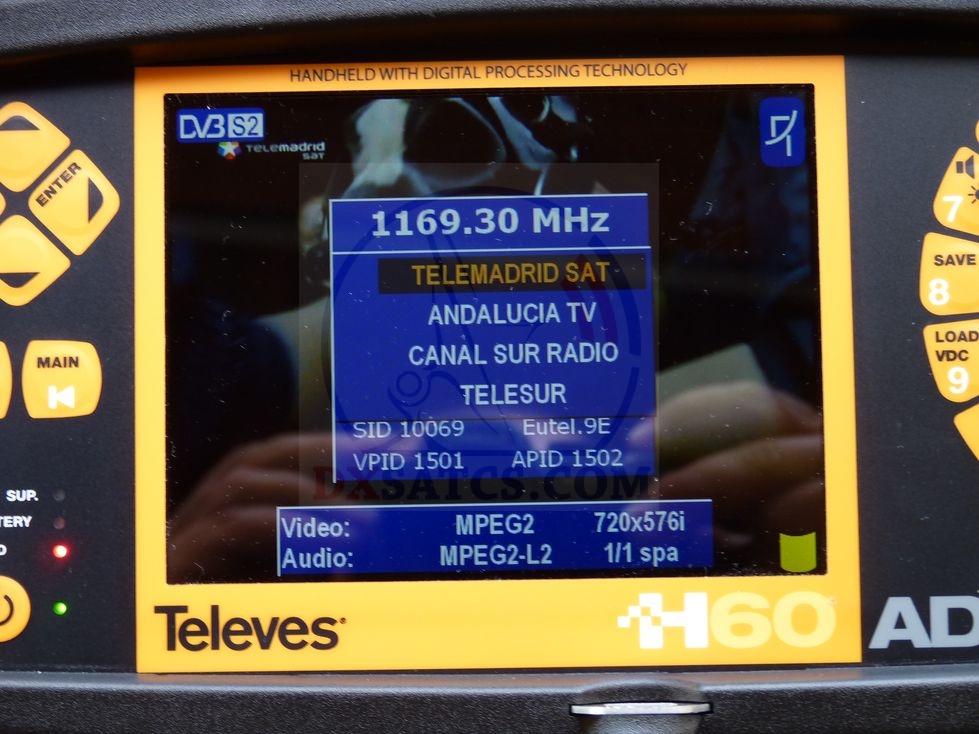 HANDHELD WITH DIGITAL PROCESSING TECHNOLOGY
DVB S2
TELEMADRID
SAT
1169.30 MHz
TELEMADRID SAT
ANDALUCIA TV
CANAL SUR RADIO
TELESUR
SID 10069 Eutel.9E
VPID 1501 APID 1502
DXSATCS.COM
Video: MPEG2 720x576i
Audio: MPEG2-L2 1/1 spa
Televes
H60
AD
ENTER
MAIN
SUP.
TERY
7
SAVE
8
LOAD
VDC
9